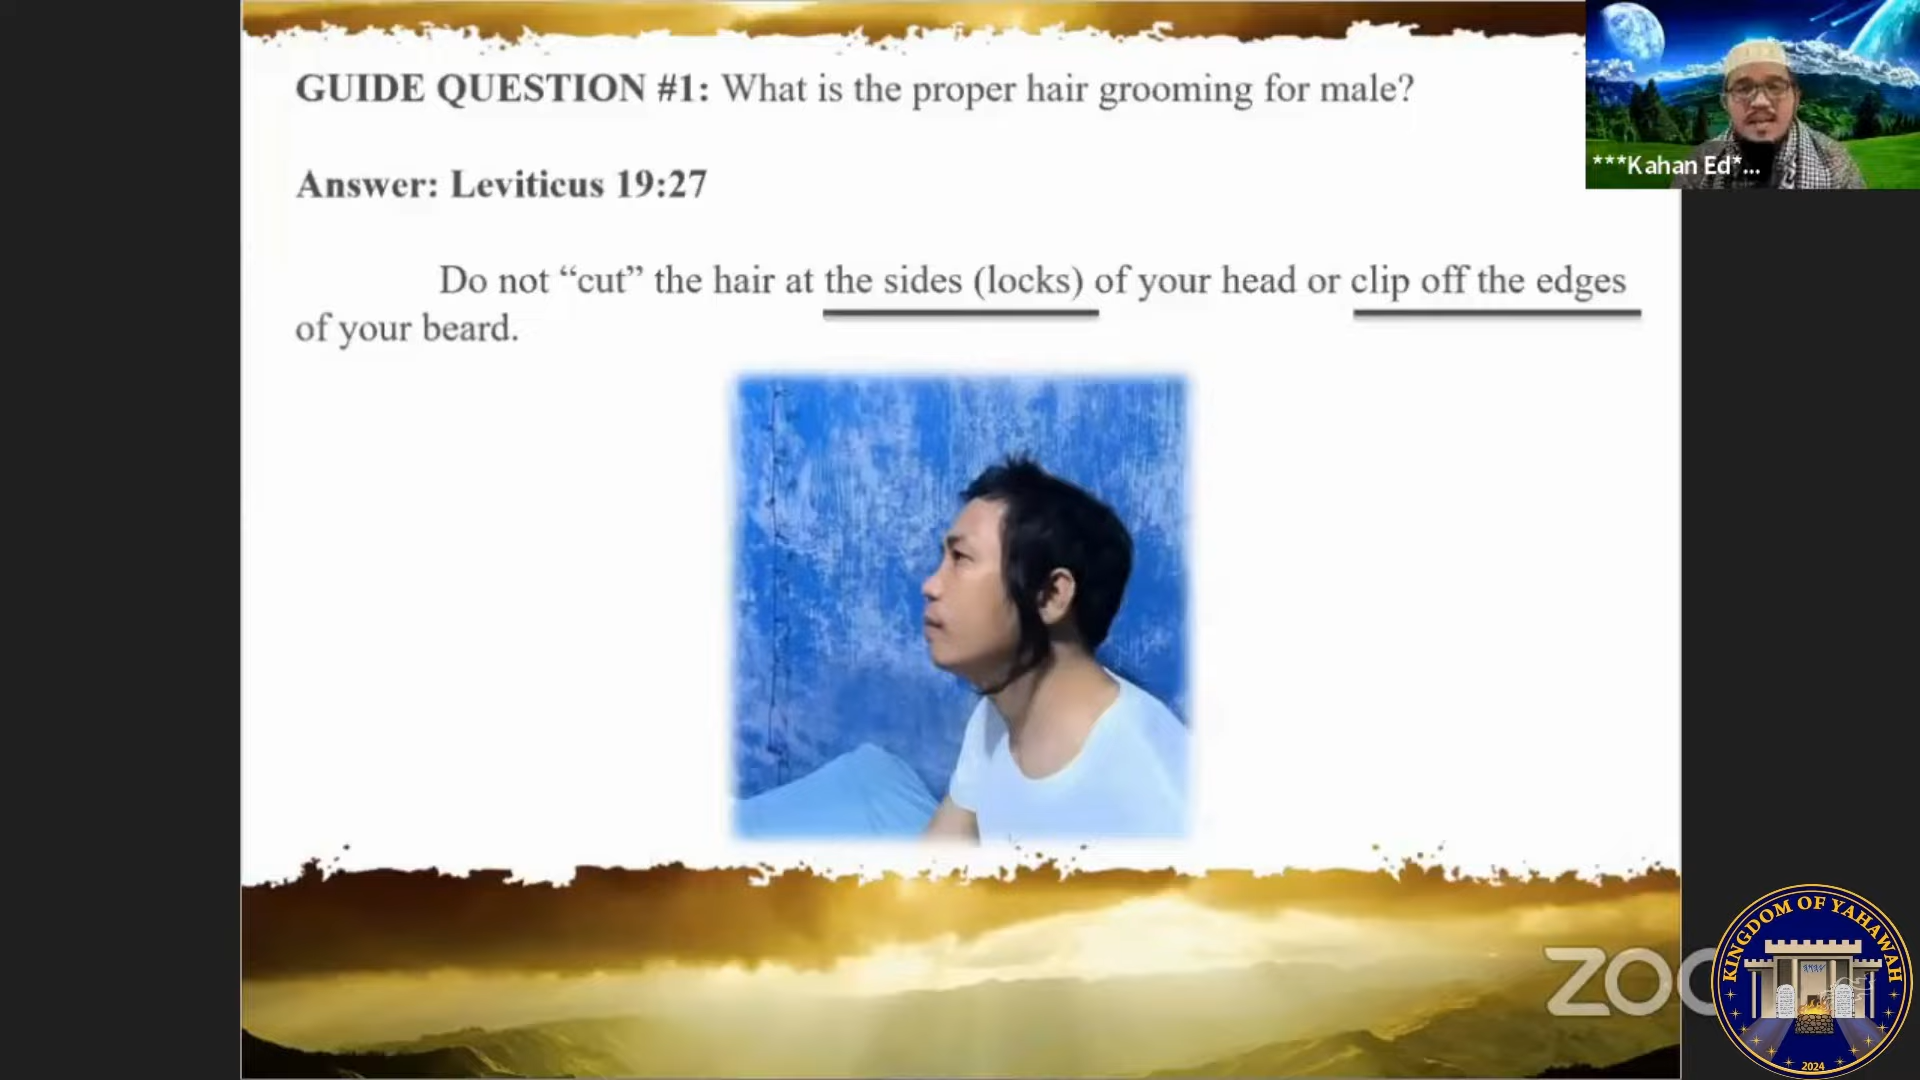 GUIDE QUESTION #1: What is the proper hair grooming for male?
***Kahan Ed*...
Answer: Leviticus 19:27
Do not “cut” the hair at the sides (locks) of your head or clip off the edges
of your beard.
KINGDOM OF YAHAWAH
2024